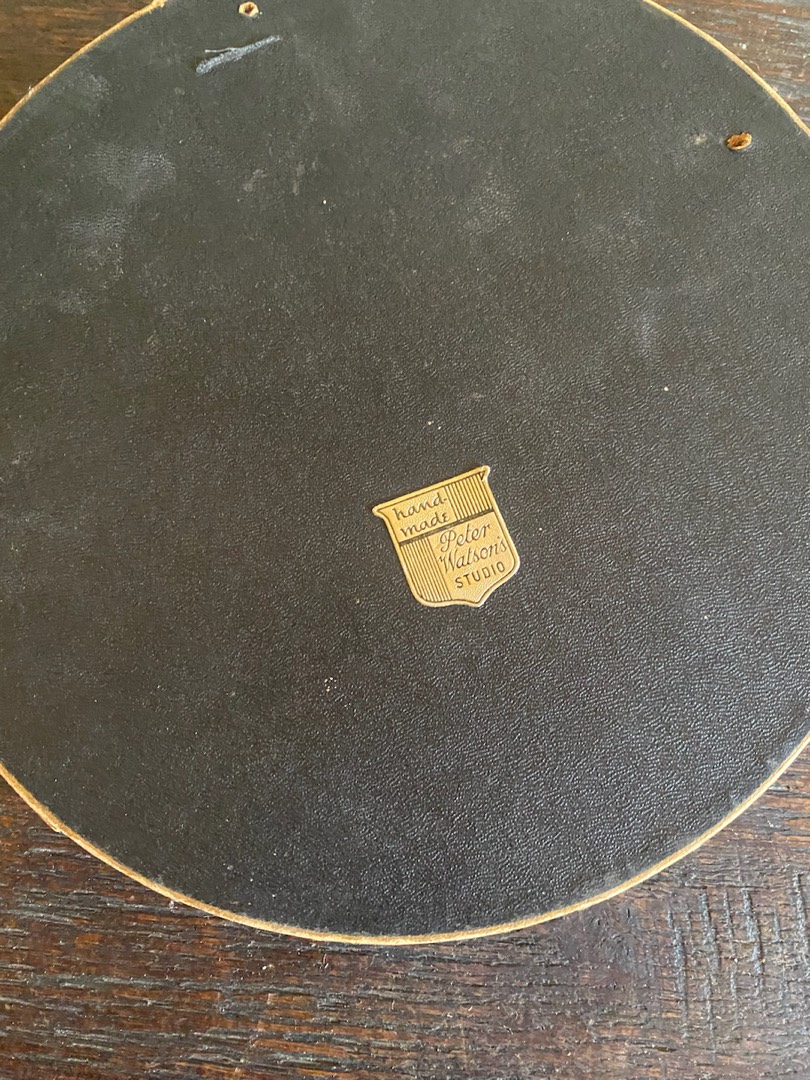 hand-
made
Peter
Watson's
STUDIO